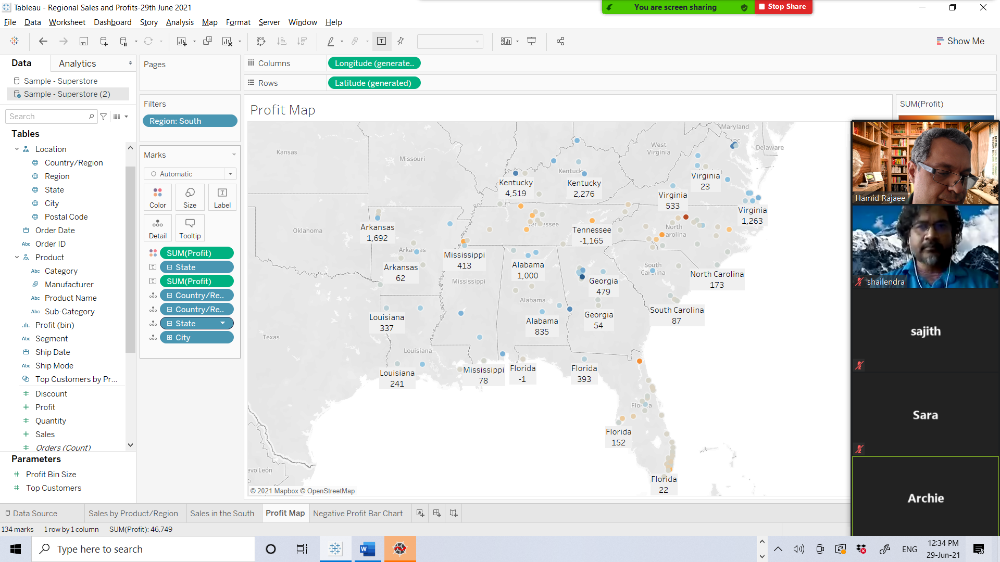 Tableau - Regional Sales and Profits-29th June 2021
You are screen sharing
Stop Share
File Data Worksheet Dashboard Story Analysis Map Format Server Window Help
Show Me
Data
Analytics
Sample - Superstore
Sample - Superstore (2)
Search
Tables
Location
Country/Region
Region
State
City
Postal Code
Order Date
Abc Order ID
Product
Abc Category
Manufacturer
Abc Product Name
Abc Sub-Category
Profit (bin)
Abc Segment
Ship Date
Abc Ship Mode
Top Customers by Pr...
Discount
Profit
Quantity
Sales
Orders (Count)
Parameters
Profit Bin Size
Top Customers
Pages
Filters
Region: South
Marks
Automatic
Color
Size
Label
Detail
Tooltip
SUM(Profit)
State
SUM(Profit)
Country/Re..
Country/Re..
State
City
Columns
Longitude (generate..
Rows
Latitude (generated)
Profit Map
SUM(Profit)
Maryland
Kansas
Missouri
West
Virginia
Delaware
Kentucky
4,519
Kentucky
2,276
Virginia
23
Virginia
533
Virginia
1,263
Oklahoma
Arkansas
1,692
Tennessee
-1,165
North
Mississippi
413
Arkansas
62
Alabama
1,000
Mississippi
Georgia
479
South
North Carolina
173
Alabama
Louisiana
337
Alabama
835
Georgia
54
South Carolina
87
Texas
Louisiana
Louisiana
241
Mississippi
78
Florida
-1
Florida
393
Florida
152
Florida
22
evo León
© 2021 Mapbox © OpenStreetMap
Hamid Rajaee
shailendra
sajith
Sara
Archie
Data Source
Sales by Product/Region
Sales in the South
Profit Map
Negative Profit Bar Chart
134 marks
1 row by 1 column
SUM(Profit): 46,749
Type here to search
ENG
12:34 PM
29-Jun-21